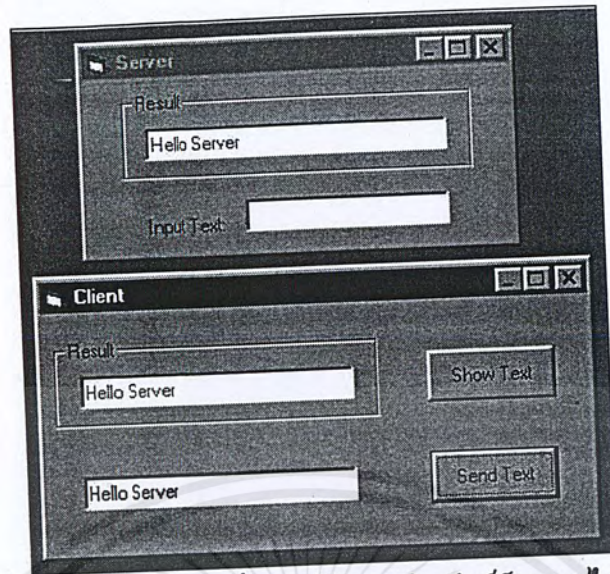 Server
Result
Hello Server
Input Text:
Client
Result
Hello Server
Show Text
Hello Server
Send Text